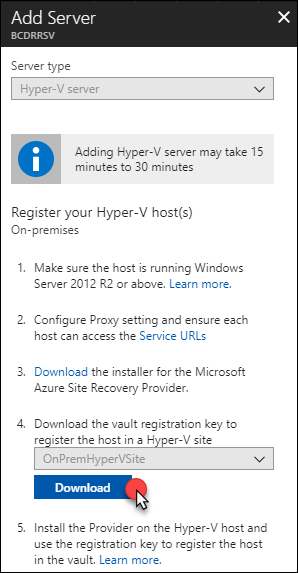 Add Server
BCDRRSV
Server type
Hyper-V server
Adding Hyper-V server may take 15
minutes to 30 minutes
Register your Hyper-V host(s)
On-premises
1. Make sure the host is running Windows
Server 2012 R2 or above. Learn more.
2. Configure Proxy setting and ensure each
host can access the Service URLs
3. Download the installer for the Microsoft
Azure Site Recovery Provider.
4. Download the vault registration key to
register the host in a Hyper-V site
OnPremHyperVSite
Download
5. Install the Provider on the Hyper-V host and
use the registration key to register the host
in the vault. Learn more.